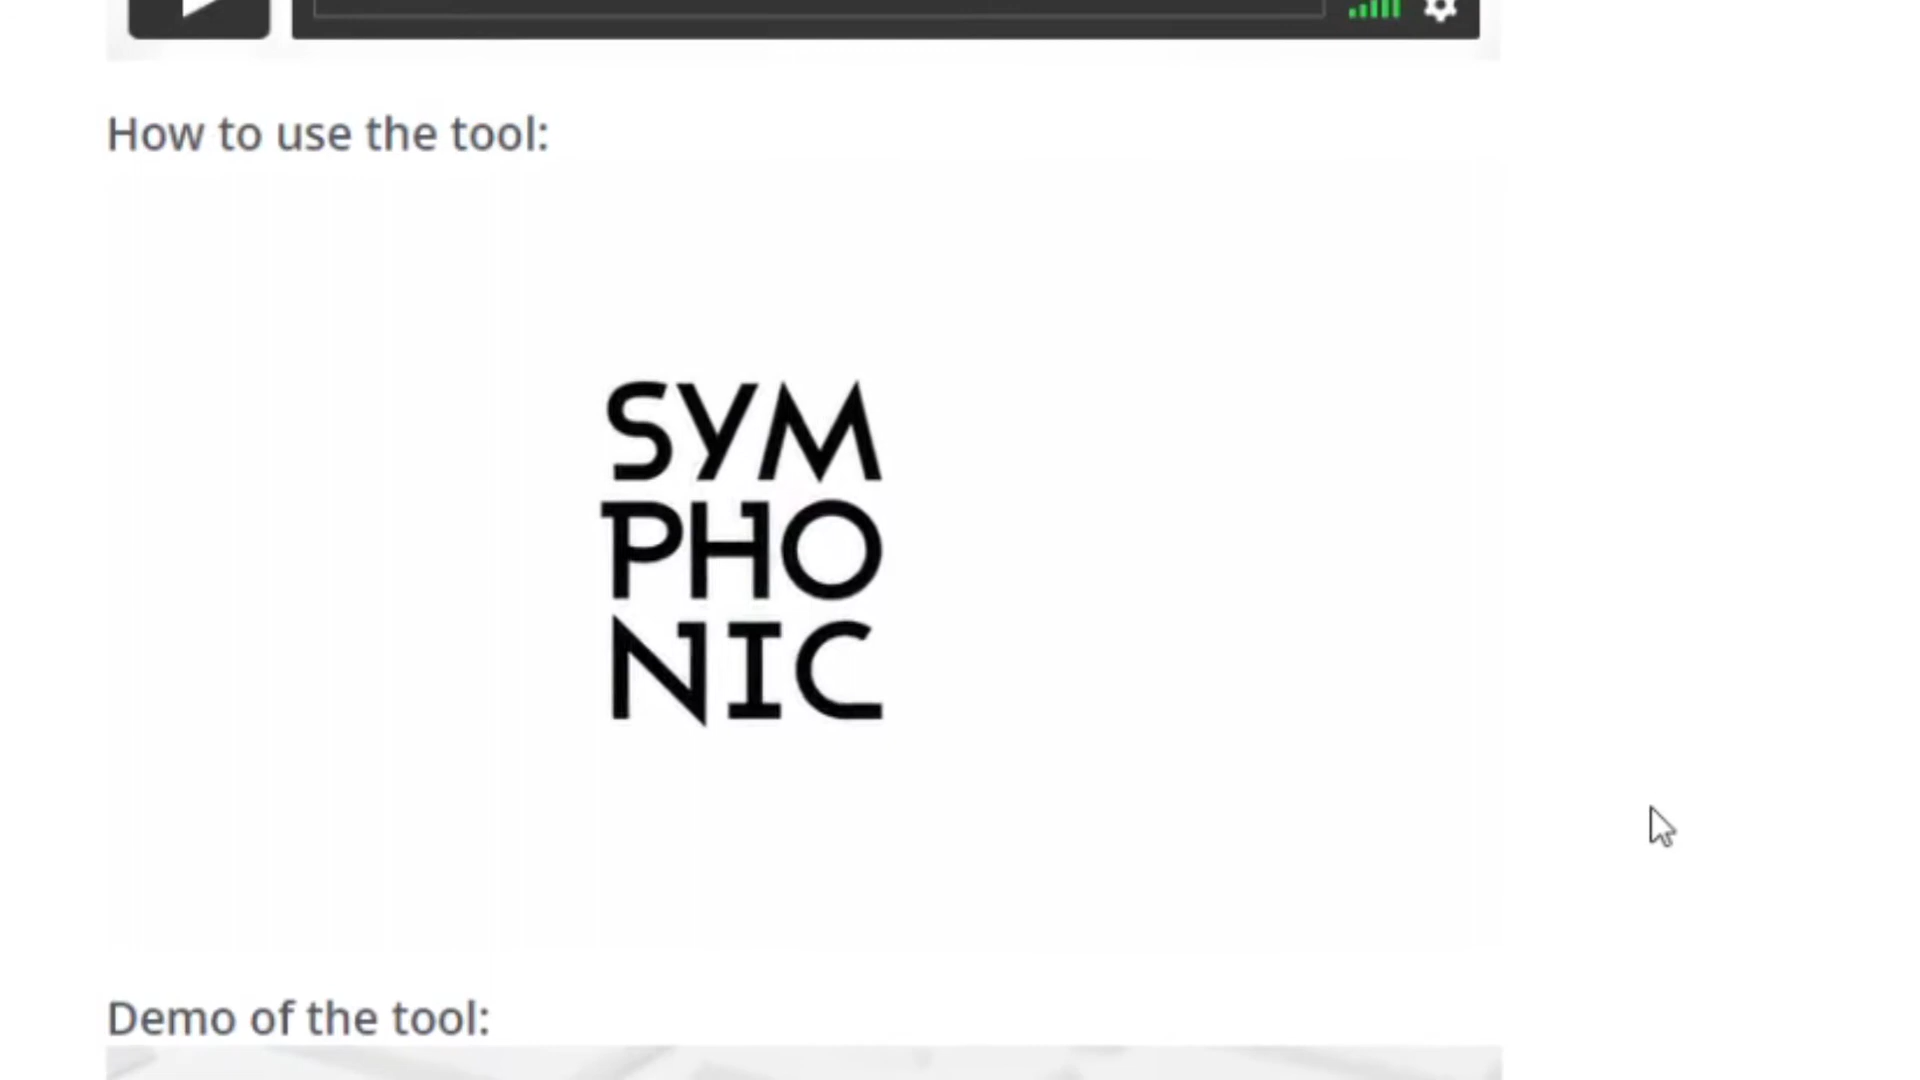 How to use the tool:
SYM
PHO
NIC
Demo of the tool: